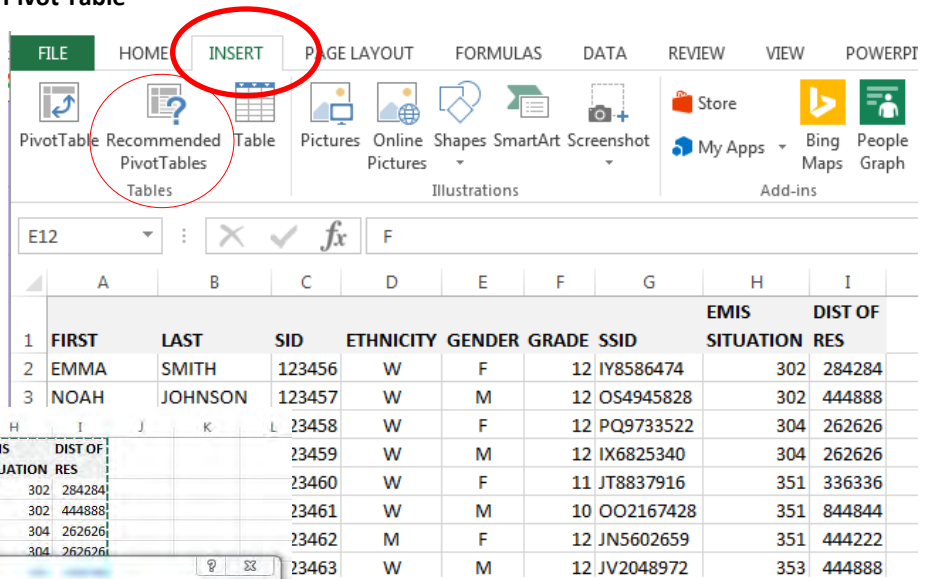 Pivot Table
FILE HOME INSERT PAGE LAYOUT FORMULAS DATA REVIEW VIEW POWERPI
PivotTable Recommended PivotTables Table Pictures Online Pictures Shapes SmartArt Screenshot Store My Apps Bing Maps People Graph
Tables Illustrations Add-ins
E12 fx F
A B C D E F G H I
1 FIRST LAST SID ETHNICITY GENDER GRADE SSID EMIS SITUATION DIST OF RES
2 EMMA SMITH 123456 W F 12 IY8586474 302 284284
3 NOAH JOHNSON 123457 W M 12 OS4945828 302 444888
23458 W F 12 PQ9733522 304 262626
23459 W M 12 IX6825340 304 262626
23460 W F 11 JT8837916 351 336336
23461 W M 10 OO2167428 351 844844
23462 M F 12 JN5602659 351 444222
23463 W M 12 JV2048972 353 444888
H I J K L
IS DIST OF
UATION RES
302 284284
302 444888
304 262626
304 262626